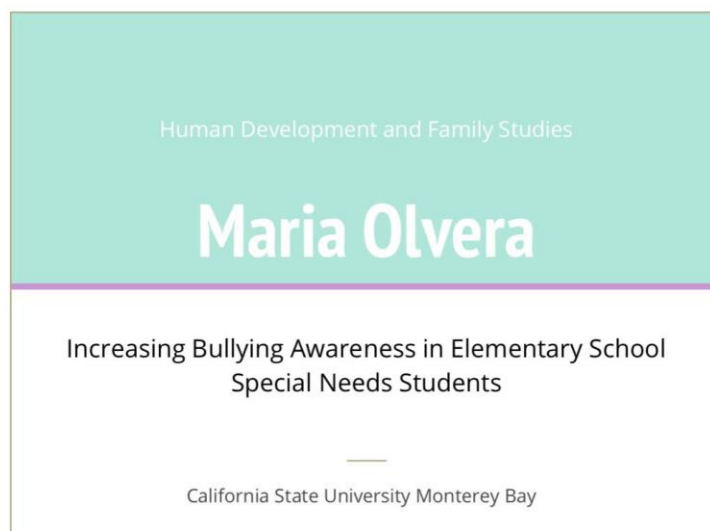 Human Development and Family Studies
Maria Olvera
Increasing Bullying Awareness in Elementary School
Special Needs Students
California State University Monterey Bay